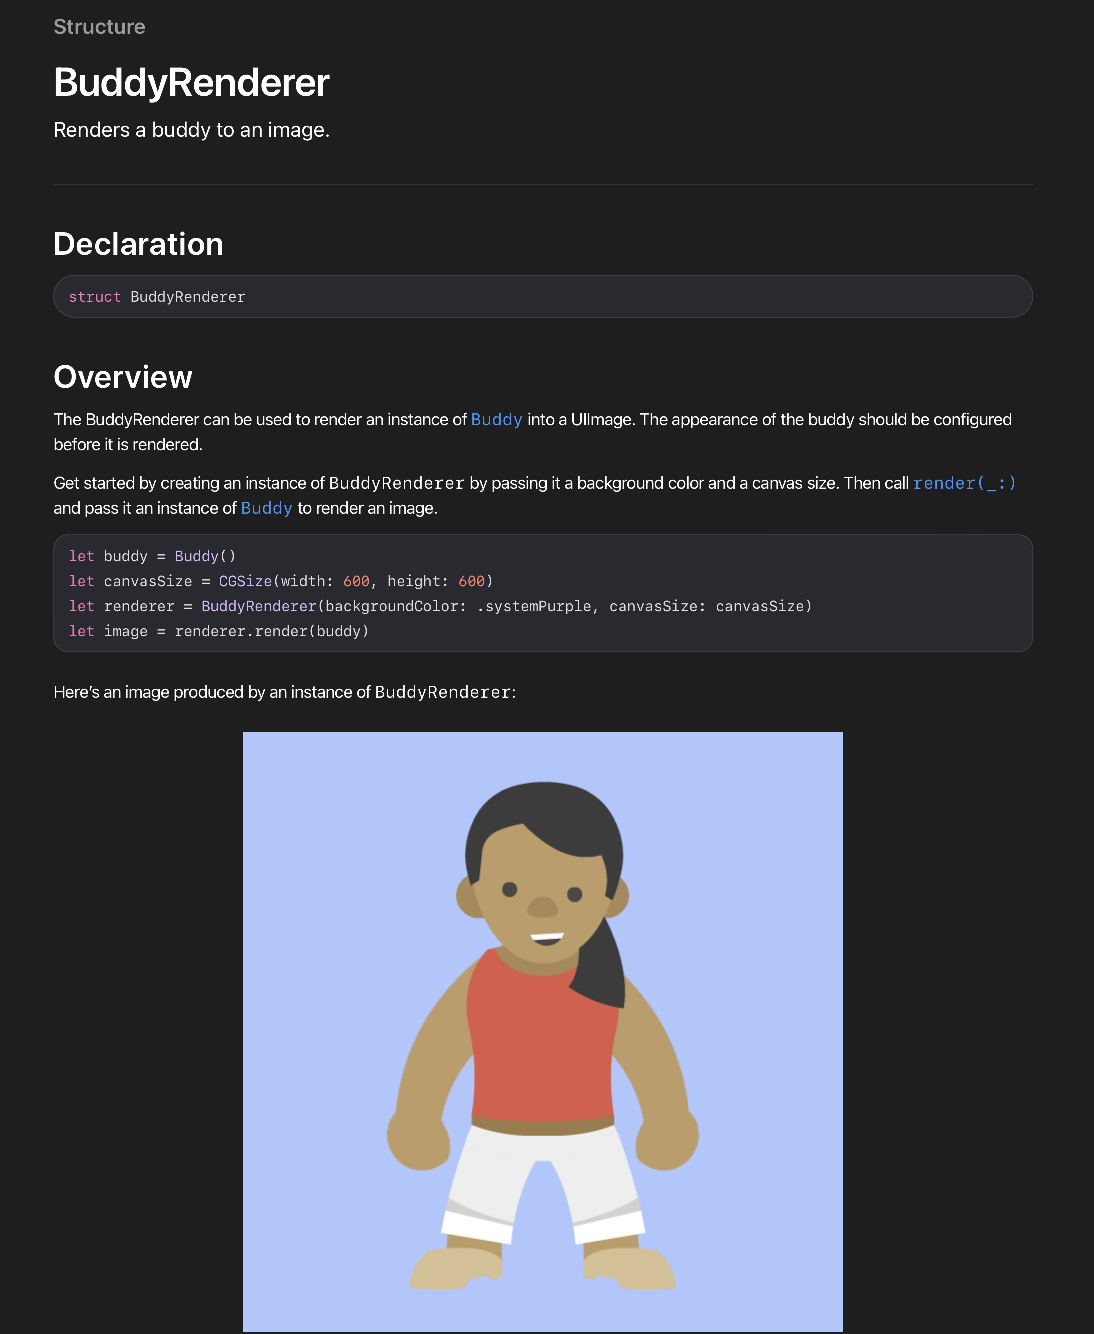 Structure
BuddyRenderer
Renders a buddy to an image.
Declaration
struct BuddyRenderer
Overview
The BuddyRenderer can be used to render an instance of Buddy into a UIImage. The appearance of the buddy should be configured
before it is rendered.
Get started by creating an instance of BuddyRenderer by passing it a background color and a canvas size. Then call render(_:)
and pass it an instance of Buddy to render an image.
let buddy = Buddy()
let canvasSize = CGSize(width: 600, height: 600)
let renderer = BuddyRenderer(backgroundColor: .systemPurple, canvasSize: canvasSize)
let image = renderer.render(buddy)
Here’s an image produced by an instance of BuddyRenderer: